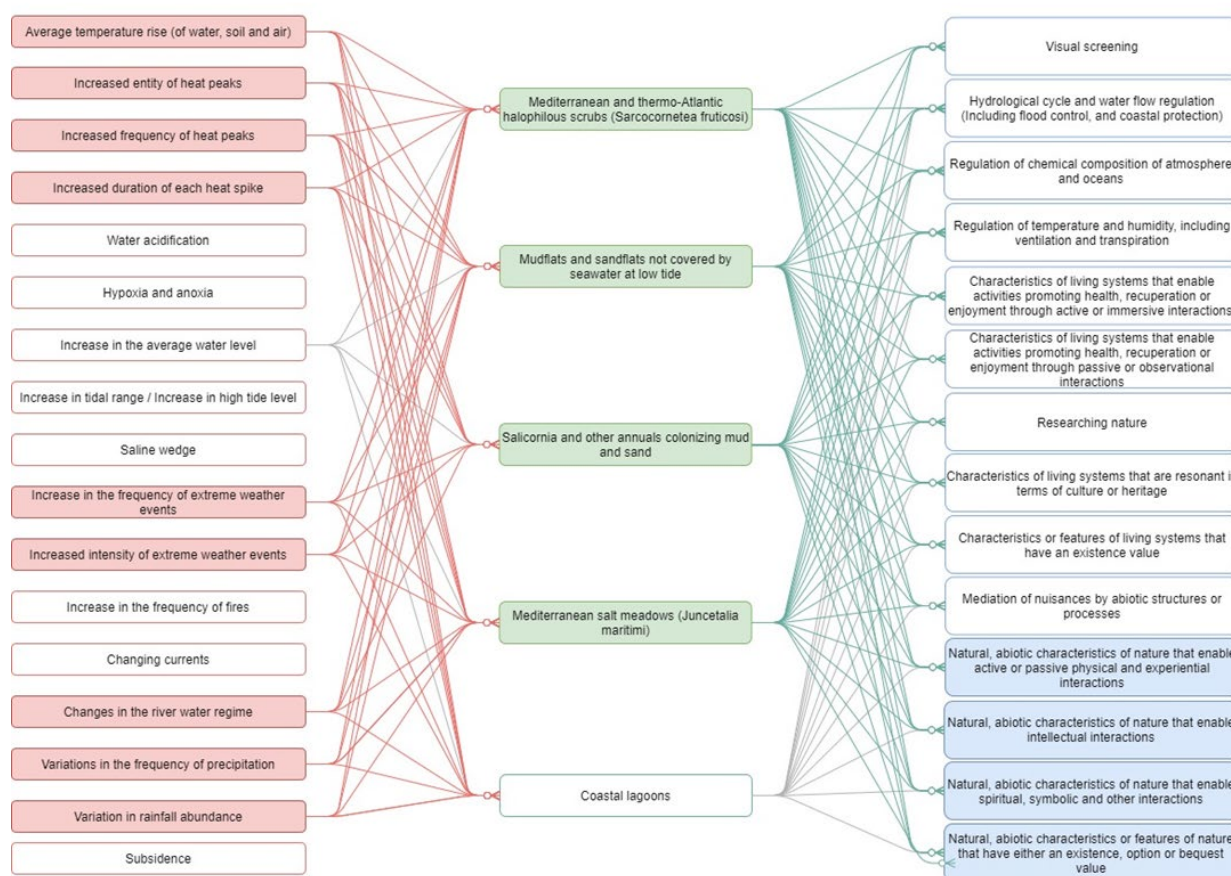 Average temperature rise (of water, soil and air)
Increased entity of heat peaks
Increased frequency of heat peaks
Increased duration of each heat spike
Water acidification
Hypoxia and anoxia
Increase in the average water level
Increase in tidal range / Increase in high tide level
Saline wedge
Increase in the frequency of extreme weather
events
Increased intensity of extreme weather events
Increase in the frequency of fires
Changing currents
Changes in the river water regime
Variations in the frequency of precipitation
Variation in rainfall abundance
Subsidence
Mediterranean and thermo-Atlantic
halophilous scrubs (Sarcocornetea fruticosi)
Mudflats and sandflats not covered by
seawater at low tide
Salicornia and other annuals colonizing mud
and sand
Mediterranean salt meadows (Juncetalia
maritimi)
Coastal lagoons
Visual screening
Hydrological cycle and water flow regulation
(Including flood control, and coastal protection)
Regulation of chemical composition of atmosphere
and oceans
Regulation of temperature and humidity, including
ventilation and transpiration
Characteristics of living systems that enable
activities promoting health, recuperation or
enjoyment through active or immersive interactions
Characteristics of living systems that enable
activities promoting health, recuperation or
enjoyment through passive or observational
interactions
Researching nature
Characteristics of living systems that are resonant i
terms of culture or heritage
Characteristics or features of living systems that
have an existence value
Mediation of nuisances by abiotic structures or
processes
Natural, abiotic characteristics of nature that enable
active or passive physical and experiential
interactions
Natural, abiotic characteristics of nature that enable
intellectual interactions
Natural, abiotic characteristics of nature that enable
spiritual, symbolic and other interactions
Natural, abiotic characteristics or features of nature
that have either an existence, option or bequest
value